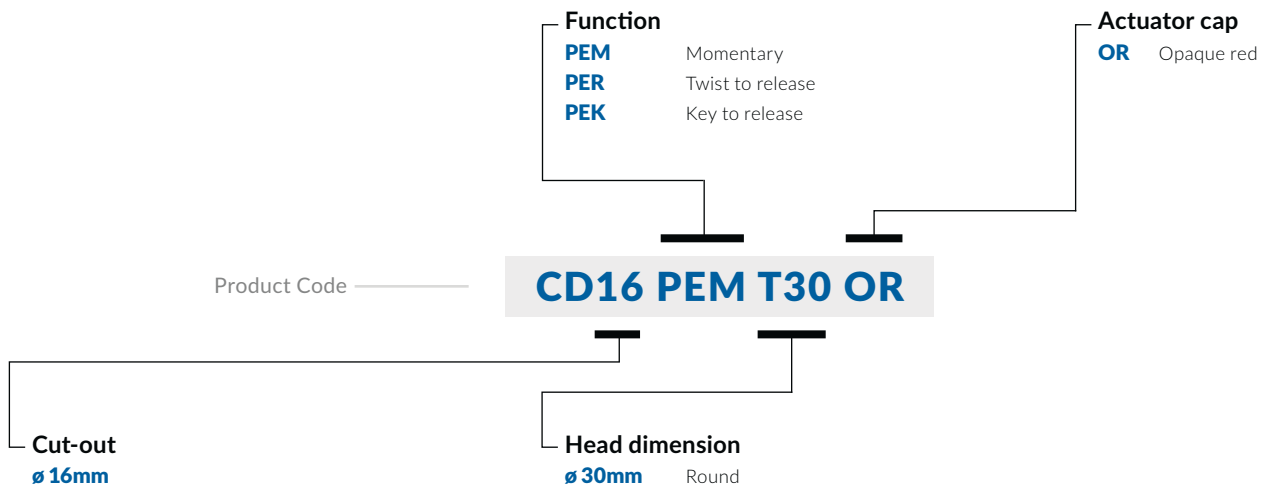 Function
PEM Momentary
PER Twist to release
PEK Key to release
Actuator cap
OR Opaque red
Product Code
CD16 PEM T30 OR
Cut-out
ø 16mm
Head dimension
ø 30mm Round